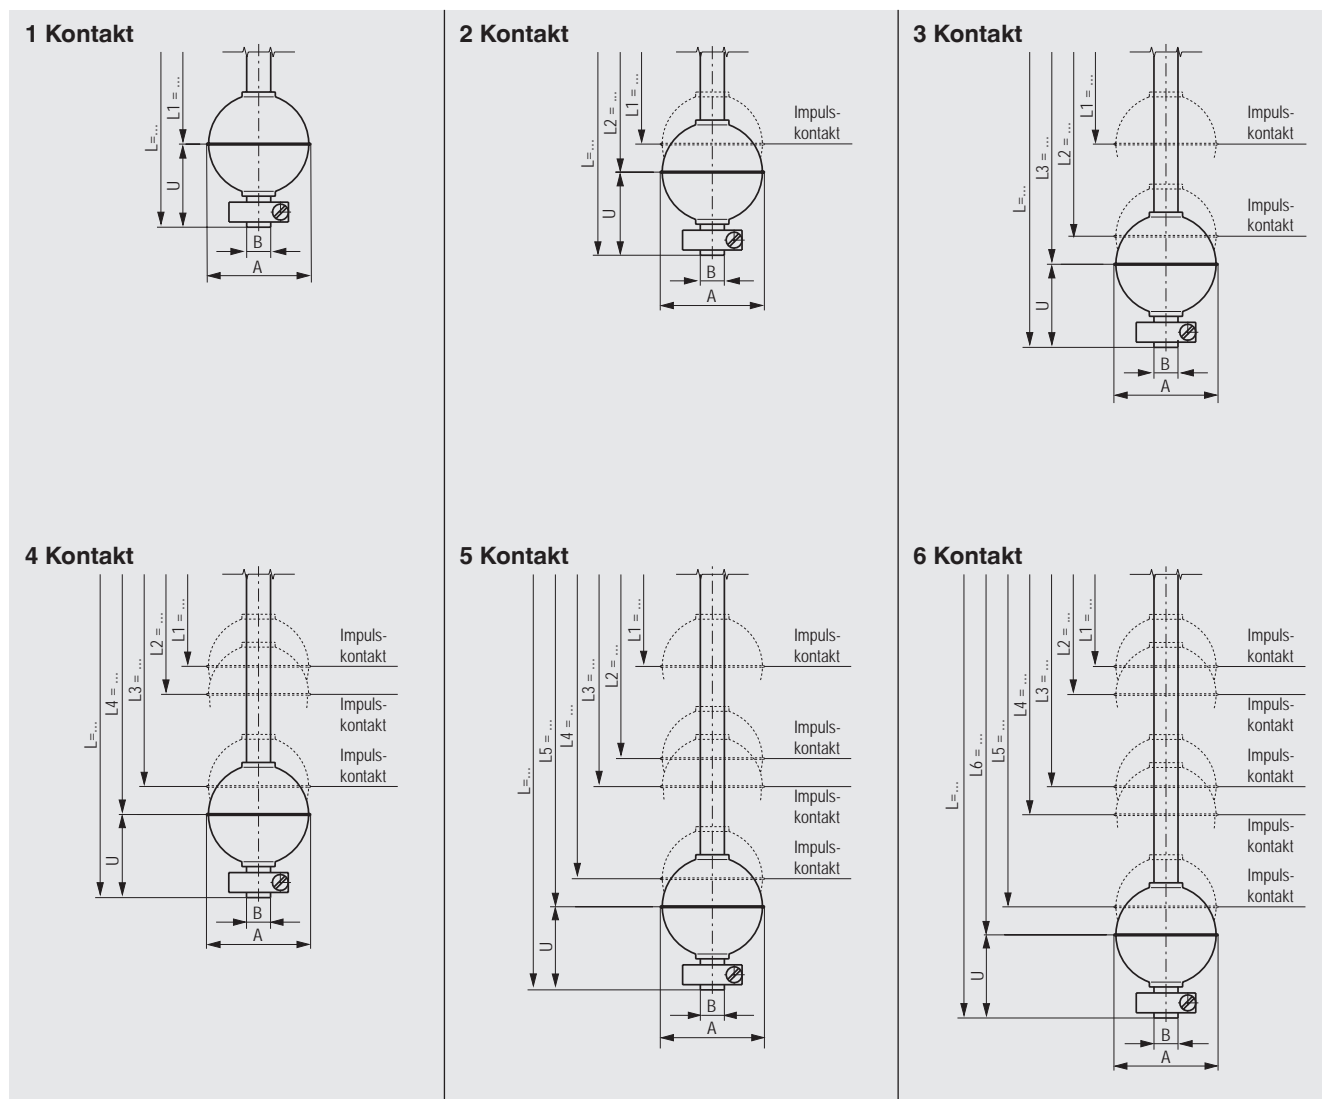 1 Kontakt
L=...
L1 = ...
U
B
A
2 Kontakt
L=...
L2 = ...
L1 = ...
Impuls-
kontakt
U
B
A
3 Kontakt
L=...
L3 = ...
L2 = ...
L1 = ...
Impuls-
kontakt
Impuls-
kontakt
U
B
A
4 Kontakt
L=...
L4 = ...
L3 = ...
L2 = ...
L1 = ...
Impuls-
kontakt
Impuls-
kontakt
Impuls-
kontakt
U
B
A
5 Kontakt
L=...
L5 = ...
L4 = ...
L3 = ...
L2 = ...
L1 = ...
Impuls-
kontakt
Impuls-
kontakt
Impuls-
kontakt
Impuls-
kontakt
U
B
A
6 Kontakt
L=...
L6 = ...
L5 = ...
L4 = ...
L3 = ...
L2 = ...
L1 = ...
Impuls-
kontakt
Impuls-
kontakt
Impuls-
kontakt
Impuls-
kontakt
Impuls-
kontakt
U
B
A